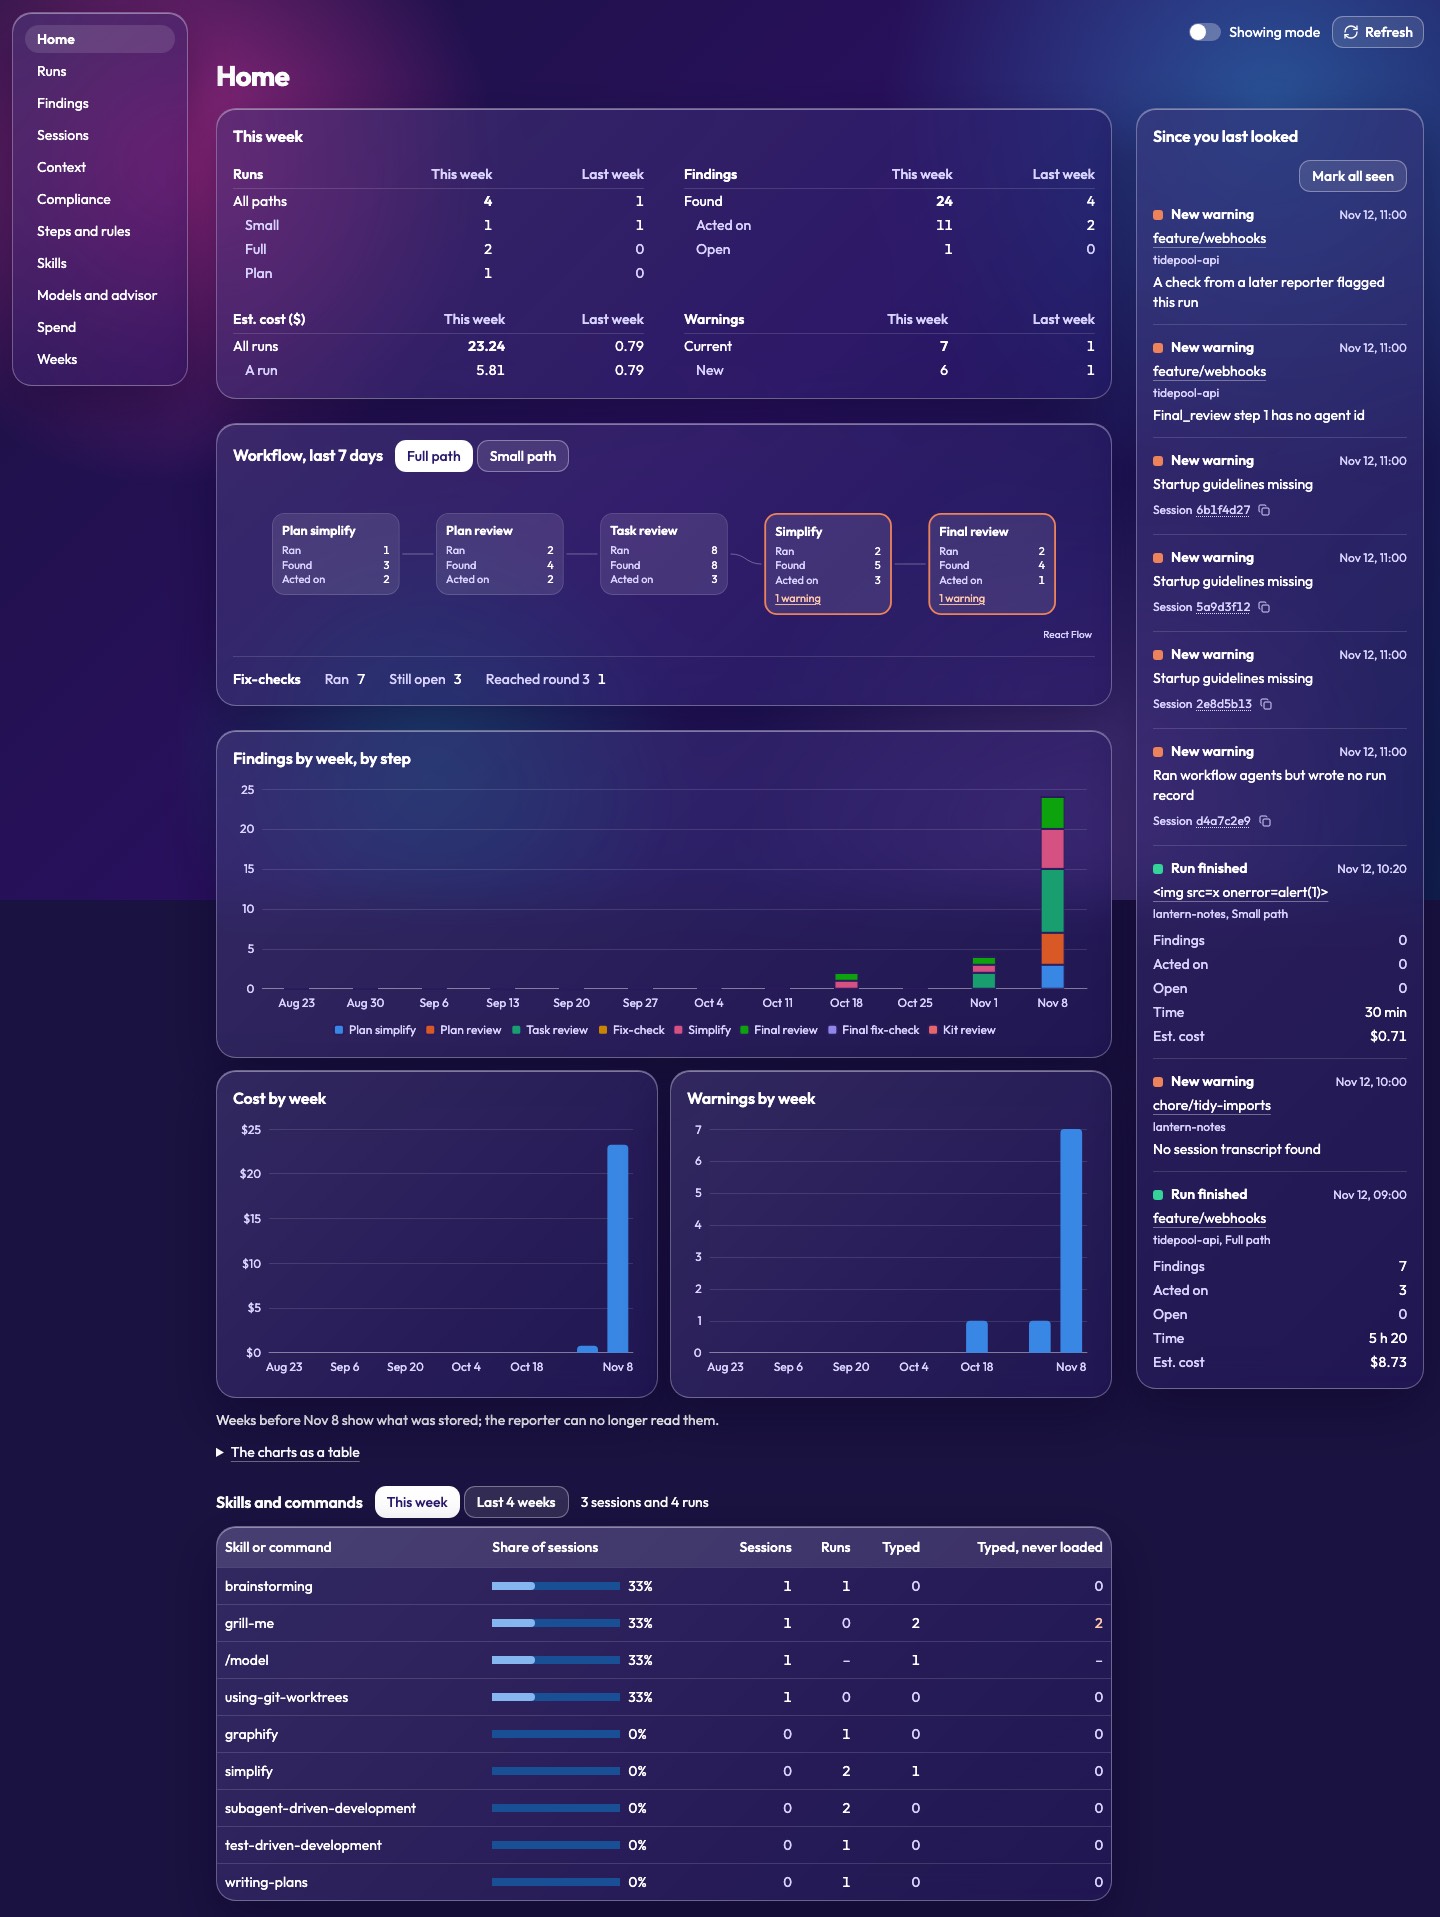 Home
Runs
Findings
Sessions
Context
Compliance
Steps and rules
Skills
Models and advisor
Spend
Weeks
Showing mode
Refresh
Home
This week
Runs This week Last week
All paths 4 1
Small 1 1
Full 2 0
Plan 1 0
Findings This week Last week
Found 24 4
Acted on 11 2
Open 1 0
Est. cost ($) This week Last week
All runs 23.24 0.79
A run 5.81 0.79
Warnings This week Last week
Current 7 1
New 6 1
Workflow, last 7 days Full path Small path
Plan simplify
Ran 1
Found 3
Acted on 2
Plan review
Ran 2
Found 4
Acted on 2
Task review
Ran 8
Found 8
Acted on 3
Simplify
Ran 2
Found 5
Acted on 3
1 warning
Final review
Ran 2
Found 4
Acted on 1
1 warning
React Flow
Fix-checks Ran 7 Still open 3 Reached round 3 1
Findings by week, by step
25
20
15
10
5
0
Aug 23 Aug 30 Sep 6 Sep 13 Sep 20 Sep 27 Oct 4 Oct 11 Oct 18 Oct 25 Nov 1 Nov 8
Plan simplify Plan review Task review Fix-check Simplify Final review Final fix-check Kit review
Cost by week
$25
$20
$15
$10
$5
$0
Aug 23 Sep 6 Sep 20 Oct 4 Oct 18 Nov 8
Warnings by week
7
6
5
4
3
2
1
0
Aug 23 Sep 6 Sep 20 Oct 4 Oct 18 Nov 8
Weeks before Nov 8 show what was stored; the reporter can no longer read them.
The charts as a table
Skills and commands This week Last 4 weeks 3 sessions and 4 runs
Skill or command Share of sessions Sessions Runs Typed Typed, never loaded
brainstorming 33% 1 1 0 0
grill-me 33% 1 0 2 2
/model 33% 1 – 1 –
using-git-worktrees 33% 1 0 0 0
graphify 0% 0 1 0 0
simplify 0% 0 2 1 0
subagent-driven-development 0% 0 2 0 0
test-driven-development 0% 0 1 0 0
writing-plans 0% 0 1 0 0
Since you last looked
Mark all seen
New warning Nov 12, 11:00
feature/webhooks
tidepool-api
A check from a later reporter flagged
this run
New warning Nov 12, 11:00
feature/webhooks
tidepool-api
Final_review step 1 has no agent id
New warning Nov 12, 11:00
Startup guidelines missing
Session 6b1f4d27
New warning Nov 12, 11:00
Startup guidelines missing
Session 5a9d3f12
New warning Nov 12, 11:00
Startup guidelines missing
Session 2e8d5b13
New warning Nov 12, 11:00
Ran workflow agents but wrote no run
record
Session d4a7c2e9
Run finished Nov 12, 10:20
&lt;img src=x onerror=alert(1)&gt;
lantern-notes, Small path
Findings 0
Acted on 0
Open 0
Time 30 min
Est. cost $0.71
New warning Nov 12, 10:00
chore/tidy-imports
lantern-notes
No session transcript found
Run finished Nov 12, 09:00
feature/webhooks
tidepool-api, Full path
Findings 7
Acted on 3
Open 0
Time 5 h 20
Est. cost $8.73